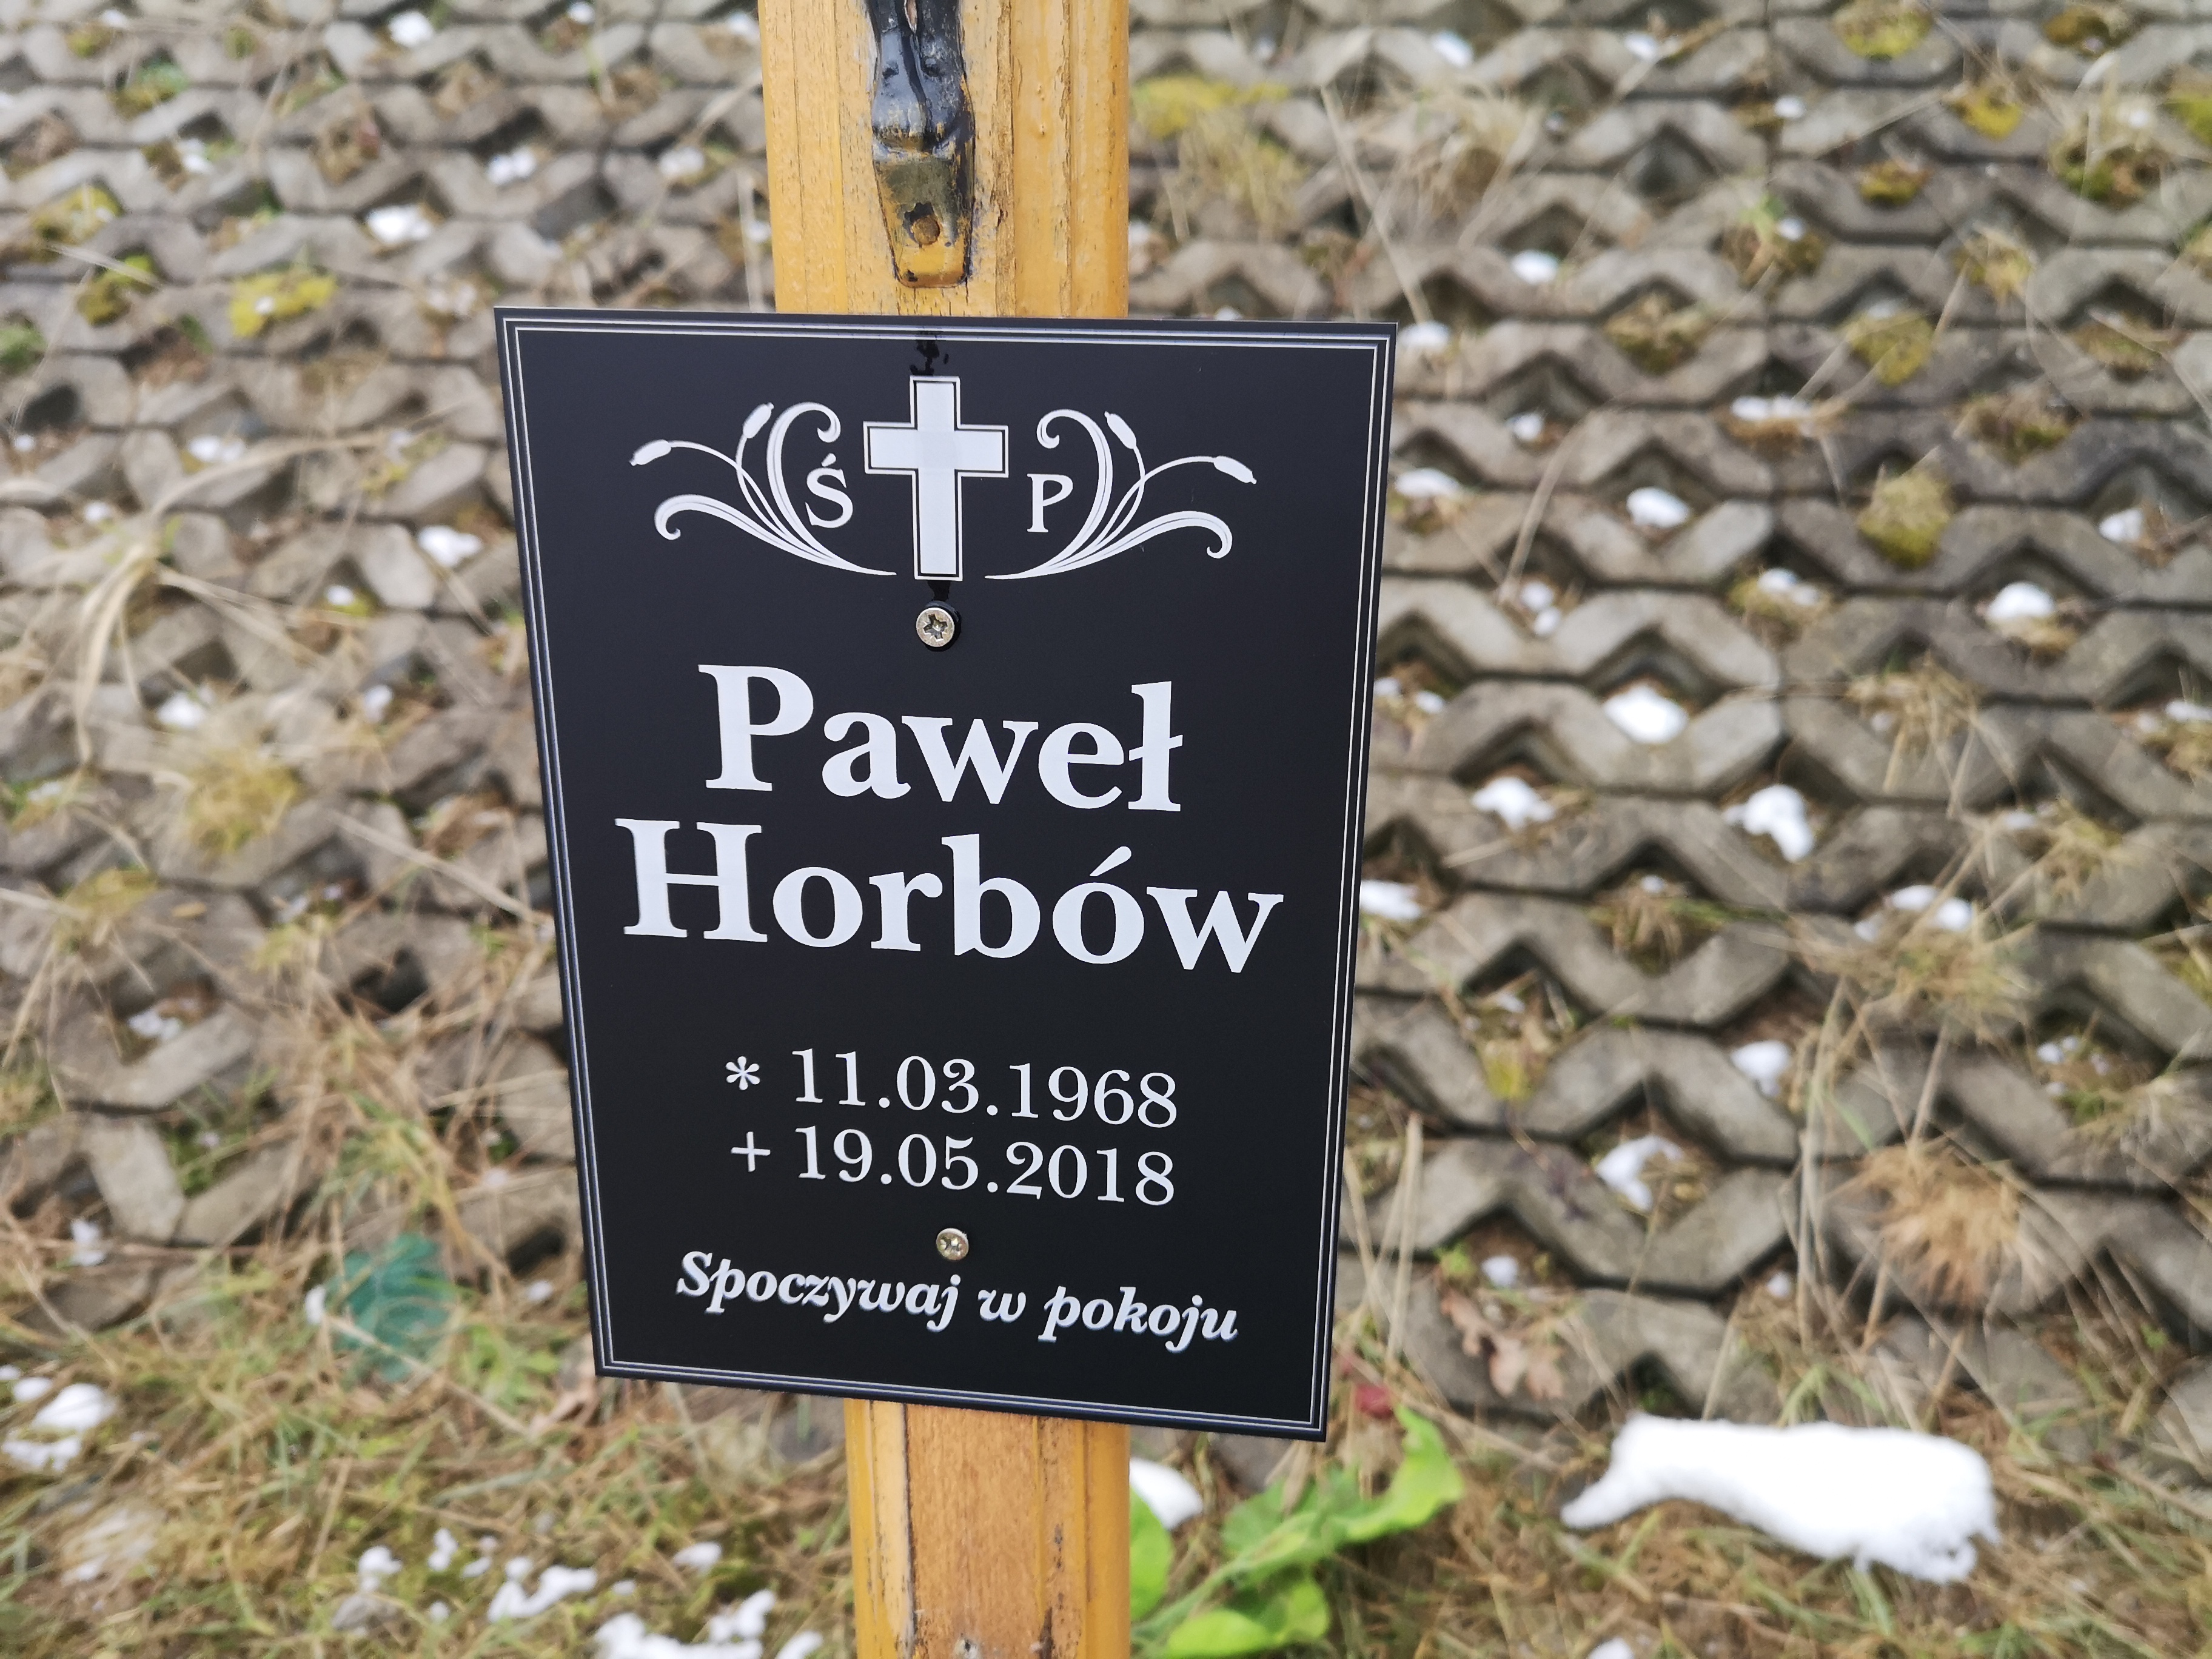 Ś P
Paweł
Horbów
* 11.03.1968
+ 19.05.2018
Spoczywaj w pokoju